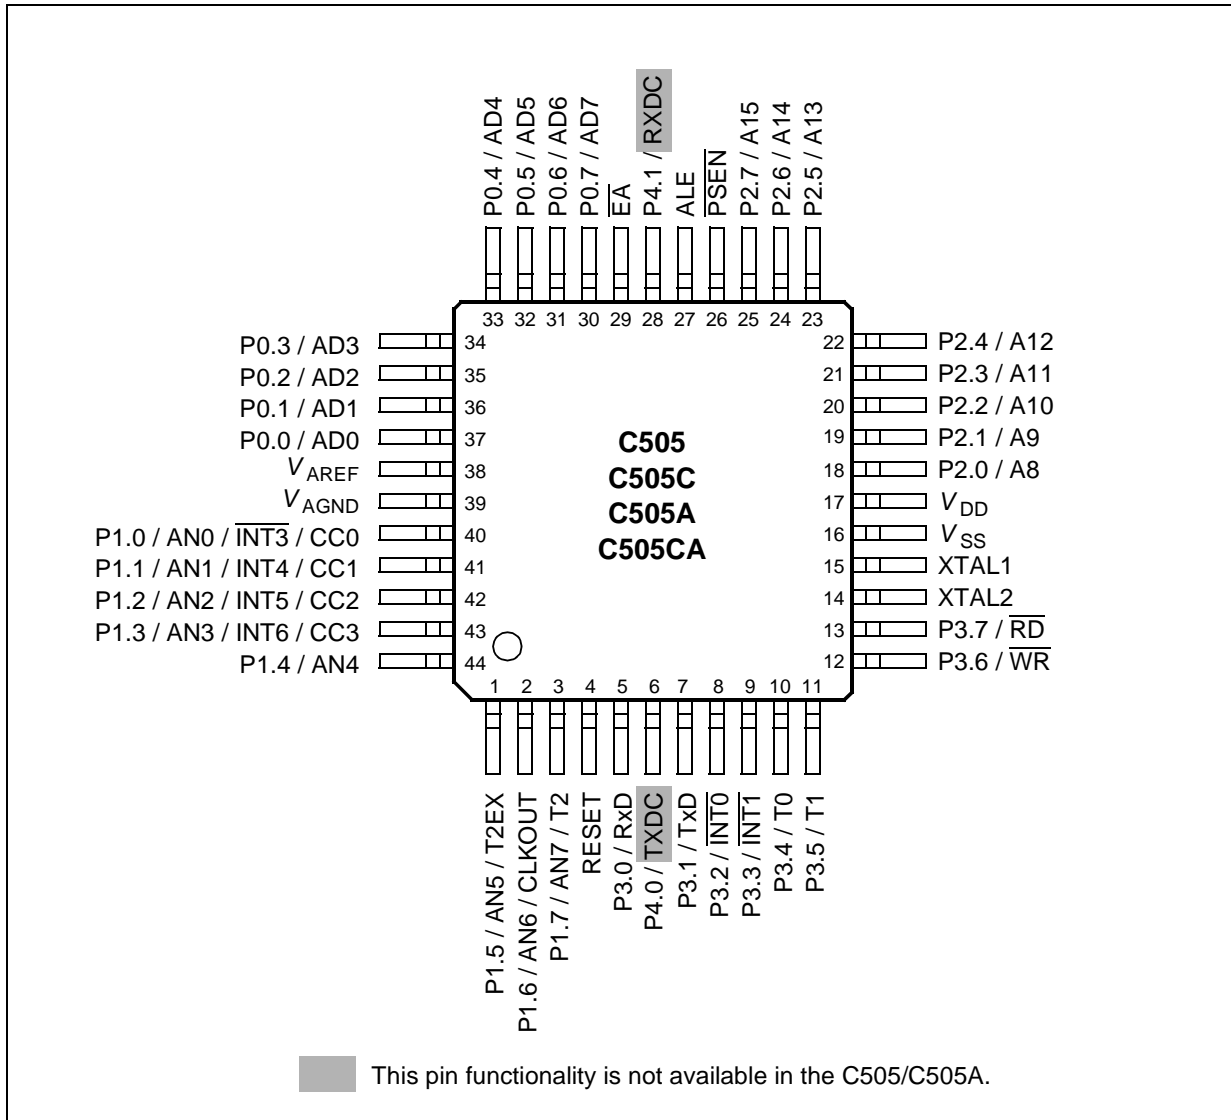 P0.4 / AD4
P0.5 / AD5
P0.6 / AD6
P0.7 / AD7
EA
P4.1 / RXDC
ALE
PSEN
P2.7 / A15
P2.6 / A14
P2.5 / A13
33 32 31 30 29 28 27 26 25 24 23
P0.3 / AD3 34
P0.2 / AD2 35
P0.1 / AD1 36
P0.0 / AD0 37
VAREF 38
VAGND 39
P1.0 / AN0 / INT3 / CC0 40
P1.1 / AN1 / INT4 / CC1 41
P1.2 / AN2 / INT5 / CC2 42
P1.3 / AN3 / INT6 / CC3 43
P1.4 / AN4 44
C505
C505C
C505A
C505CA
22 P2.4 / A12
21 P2.3 / A11
20 P2.2 / A10
19 P2.1 / A9
18 P2.0 / A8
17 VDD
16 VSS
15 XTAL1
14 XTAL2
13 P3.7 / RD
12 P3.6 / WR
1 2 3 4 5 6 7 8 9 10 11
P1.5 / AN5 / T2EX
P1.6 / AN6 / CLKOUT
P1.7 / AN7 / T2
RESET
P3.0 / RxD
P4.0 / TXDC
P3.1 / TxD
P3.2 / INT0
P3.3 / INT1
P3.4 / T0
P3.5 / T1
This pin functionality is not available in the C505/C505A.